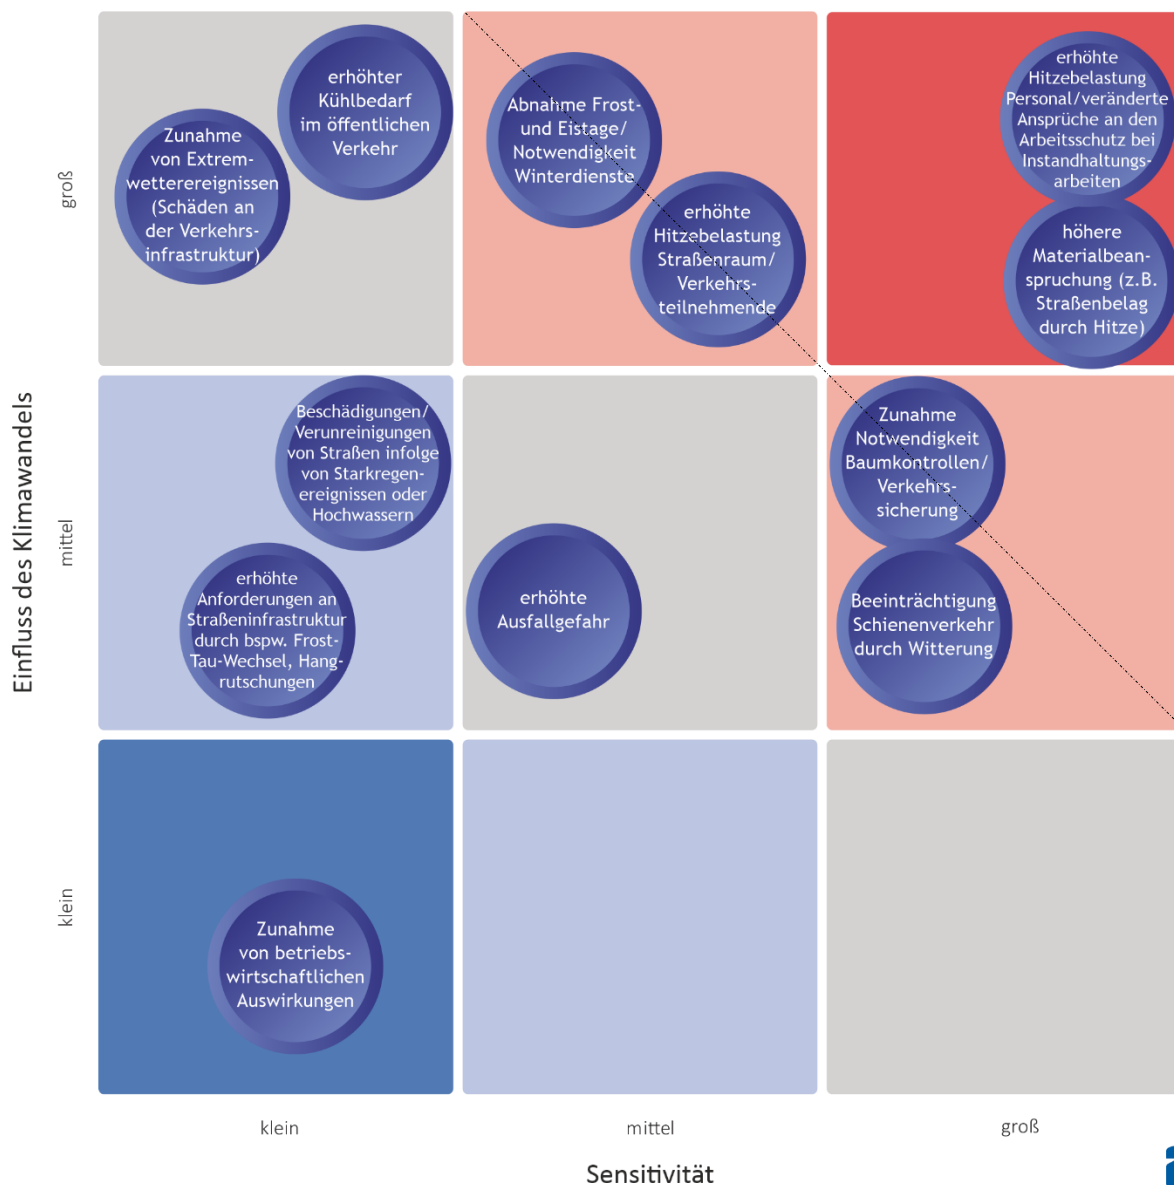 erhöhter
Kühlbedarf
im öffentlichen
Verkehr
Zunahme
von Extrem-
wetterereignissen
(Schäden an
der Verkehrs-
infrastruktur)
Abnahme Frost-
und Eistage/
Notwendigkeit
Winterdienste
erhöhte
Hitzebelastung
Straßenraum/
Verkehrs-
teilnehmende
erhöhte
Hitzebelastung
Personal/veränderte
Ansprüche an den
Arbeitsschutz bei
Instandhaltungs-
arbeiten
höhere
Materialbean-
spruchung (z.B.
Straßenbelag
durch Hitze)
groß
Beschädigungen/
Verunreinigungen
von Straßen infolge
von Starkregen-
ereignissen oder
Hochwassern
erhöhte
Anforderungen an
Straßeninfrastruktur
durch bspw. Frost-
Tau-Wechsel, Hang-
rutschungen
erhöhte
Ausfallgefahr
Zunahme
Notwendigkeit
Baumkontrollen/
Verkehrs-
sicherung
Beeinträchtigung
Schienenverkehr
durch Witterung
mittel
Einfluss des Klimawandels
Zunahme
von betriebs-
wirtschaftlichen
Auswirkungen
klein
klein
mittel
groß
Sensitivität